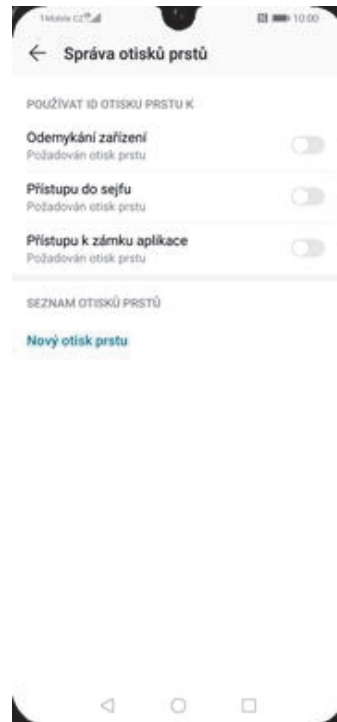 T-Mobile CZ
10:00
Správa otisků prstů
POUŽÍVAT ID OTISKU PRSTU K
Odemykání zařízení
Požadován otisk prstu
Přístupu do sejfu
Požadován otisk prstu
Přístupu k zámku aplikace
Požadován otisk prstu
SEZNAM OTISKŮ PRSTŮ
Nový otisk prstu